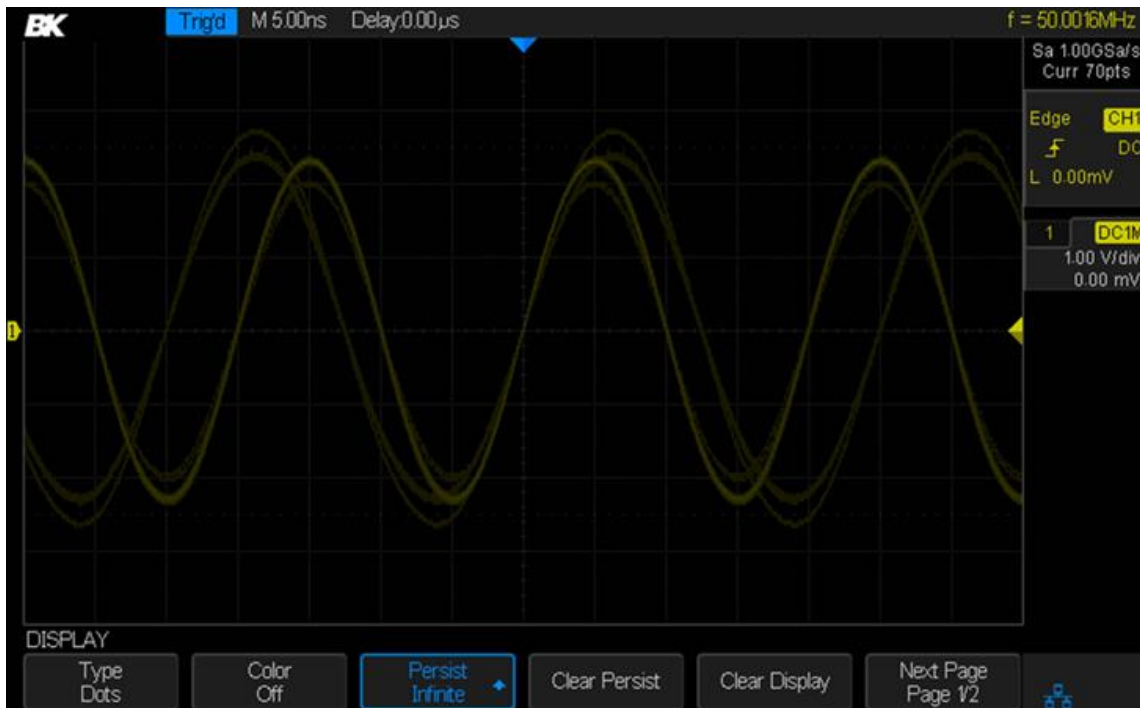 BK Trig'd M 5.00ns Delay:0.00µs f = 50.0016MHz
Sa 1.00GSa/s
Curr 70pts
Edge CH1
DC
L 0.00mV
1 DC1M
1.00 V/div
0.00 mV
1
DISPLAY
Type
Dots
Color
Off
Persist
Infinite
Clear Persist
Clear Display
Next Page
Page 1/2